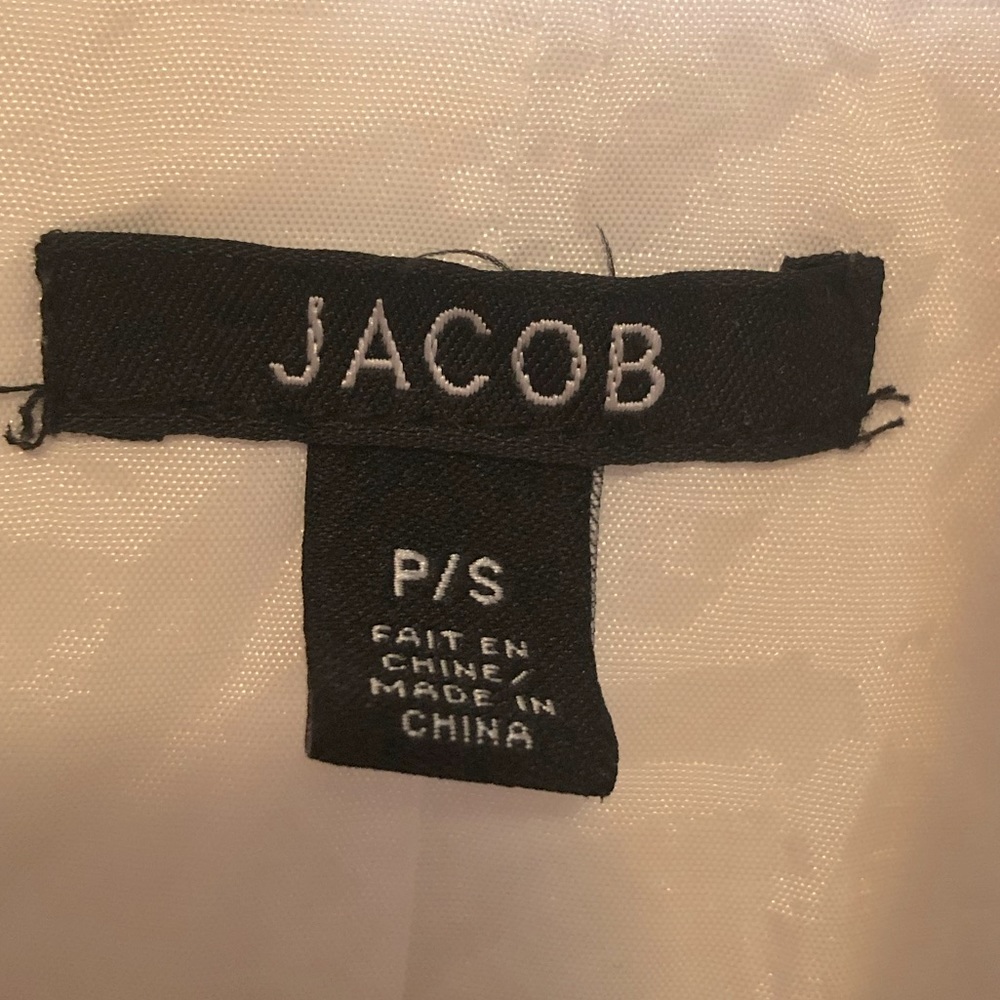 JACOB
P/S
FAIT EN
CHINE/
MADE IN
CHINA